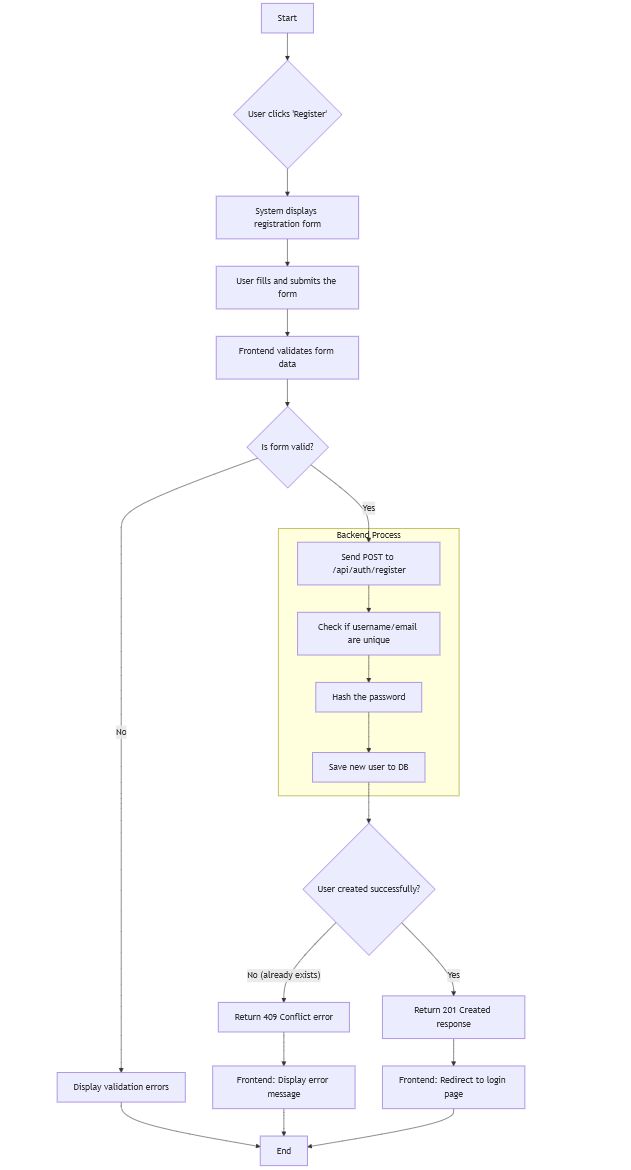 Start
User clicks 'Register'
System displays
registration form
User fills and submits the
form
Frontend validates form
data
Is form valid?
Yes
Backend Process
Send POST to
/api/auth/register
Check if username/email
are unique
Hash the password
No
Save new user to DB
User created successfully?
No (already exists)
Yes
Return 409 Conflict error
Return 201 Created
response
Display validation errors
Frontend: Display error
message
Frontend: Redirect to login
page
End